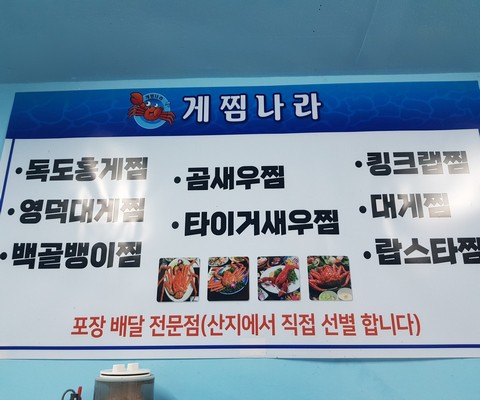 게찜나라
•독도홍게찜
•영덕대게찜
•백골뱅이찜
•곰새우찜
•타이거새우찜
•킹크랩찜
•대게찜
•랍스타찜
포장 배달 전문점(산지에서 직접 선별 합니다)